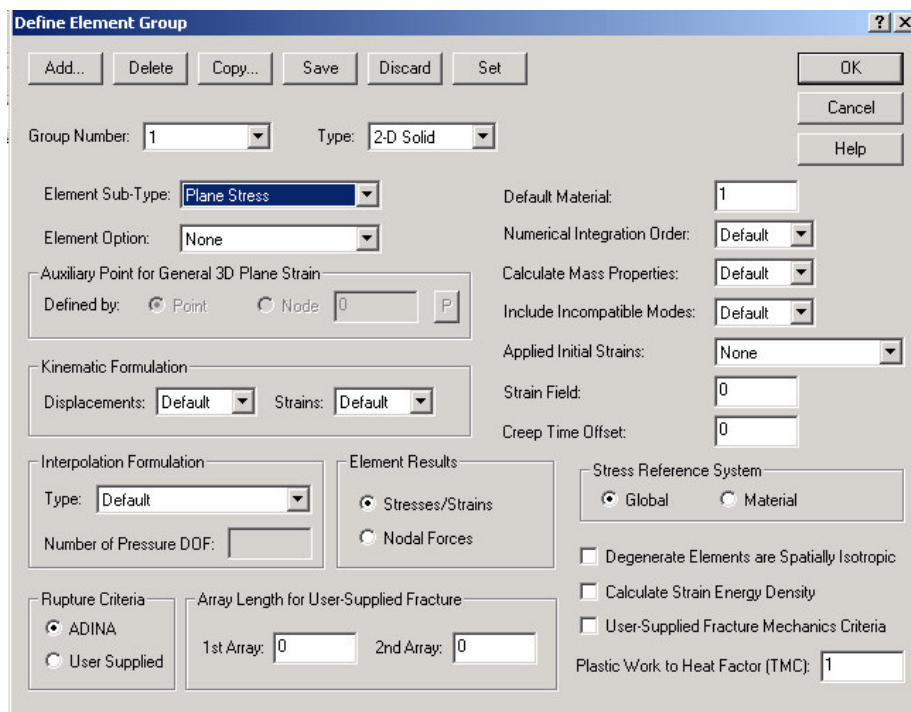 Define Element Group
Add... Delete Copy... Save Discard Set OK
Cancel
Help
Group Number: 1 Type: 2-D Solid
Element Sub-Type: Plane Stress
Element Option: None
Auxiliary Point for General 3D Plane Strain
Defined by: Point Node 0 P
Kinematic Formulation
Displacements: Default Strains: Default
Default Material: 1
Numerical Integration Order: Default
Calculate Mass Properties: Default
Include Incompatible Modes: Default
Applied Initial Strains: None
Strain Field: 0
Creep Time Offset: 0
Interpolation Formulation
Type: Default
Number of Pressure DOF:
Element Results
Stresses/Strains
Nodal Forces
Stress Reference System
Global Material
Degenerate Elements are Spatially Isotropic
Calculate Strain Energy Density
User-Supplied Fracture Mechanics Criteria
Plastic Work to Heat Factor (TMC): 1
Rupture Criteria
ADINA
User Supplied
Array Length for User-Supplied Fracture
1st Array: 0 2nd Array: 0